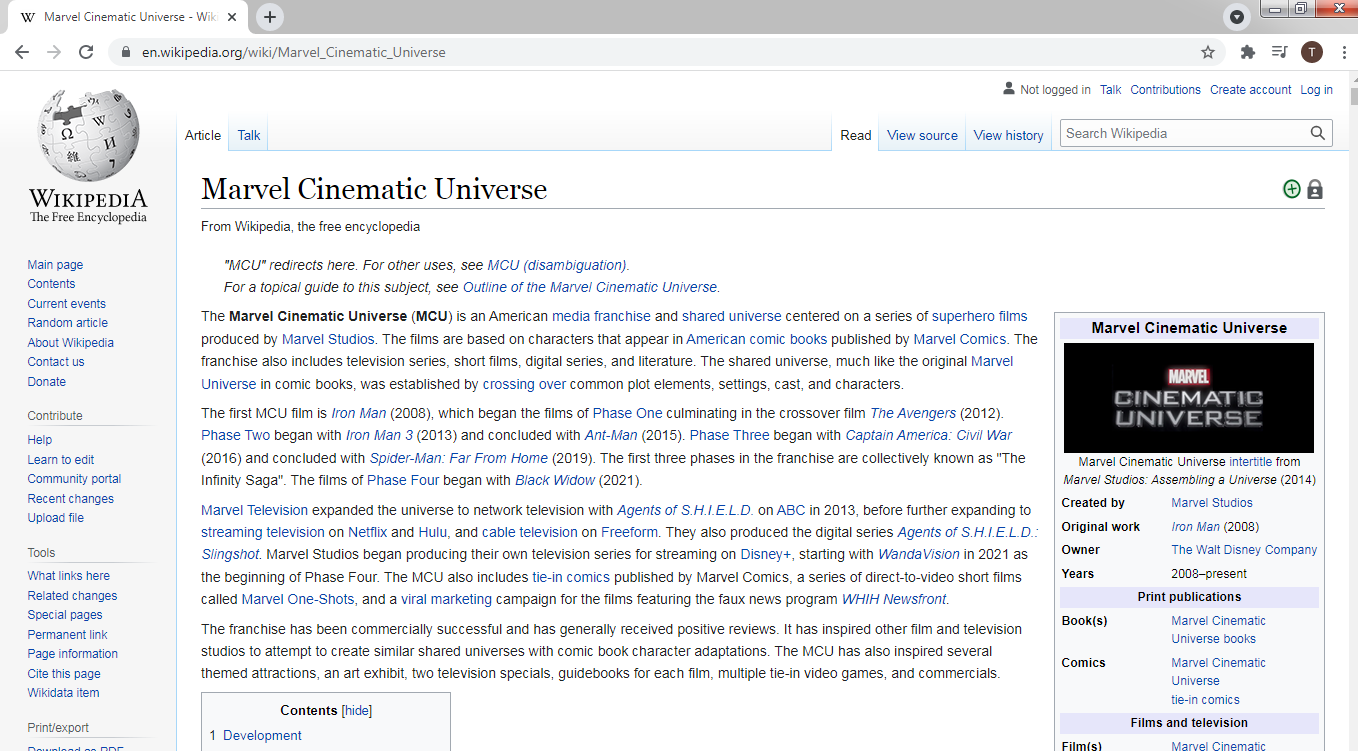 Marvel Cinematic Universe - Wiki
en.wikipedia.org/wiki/Marvel_Cinematic_Universe
T
Not logged in Talk Contributions Create account Log in
Article Talk Read View source View history Search Wikipedia
WIKIPEDIA
The Free Encyclopedia
Main page
Contents
Current events
Random article
About Wikipedia
Contact us
Donate
Contribute
Help
Learn to edit
Community portal
Recent changes
Upload file
Tools
What links here
Related changes
Special pages
Permanent link
Page information
Cite this page
Wikidata item
Print/export
Download as PDF
Marvel Cinematic Universe
From Wikipedia, the free encyclopedia
"MCU" redirects here. For other uses, see MCU (disambiguation).
For a topical guide to this subject, see Outline of the Marvel Cinematic Universe.
The Marvel Cinematic Universe (MCU) is an American media franchise and shared universe centered on a series of superhero films
produced by Marvel Studios. The films are based on characters that appear in American comic books published by Marvel Comics. The
franchise also includes television series, short films, digital series, and literature. The shared universe, much like the original Marvel
Universe in comic books, was established by crossing over common plot elements, settings, cast, and characters.
The first MCU film is Iron Man (2008), which began the films of Phase One culminating in the crossover film The Avengers (2012).
Phase Two began with Iron Man 3 (2013) and concluded with Ant-Man (2015). Phase Three began with Captain America: Civil War
(2016) and concluded with Spider-Man: Far From Home (2019). The first three phases in the franchise are collectively known as "The
Infinity Saga". The films of Phase Four began with Black Widow (2021).
Marvel Television expanded the universe to network television with Agents of S.H.I.E.L.D. on ABC in 2013, before further expanding to
streaming television on Netflix and Hulu, and cable television on Freeform. They also produced the digital series Agents of S.H.I.E.L.D.:
Slingshot. Marvel Studios began producing their own television series for streaming on Disney+, starting with WandaVision in 2021 as
the beginning of Phase Four. The MCU also includes tie-in comics published by Marvel Comics, a series of direct-to-video short films
called Marvel One-Shots, and a viral marketing campaign for the films featuring the faux news program WHIH Newsfront.
The franchise has been commercially successful and has generally received positive reviews. It has inspired other film and television
studios to attempt to create similar shared universes with comic book character adaptations. The MCU has also inspired several
themed attractions, an art exhibit, two television specials, guidebooks for each film, multiple tie-in video games, and commercials.
Contents [hide]
1 Development
Marvel Cinematic Universe
MARVEL
CINEMATIC
UNIVERSE
Marvel Cinematic Universe intertitle from
Marvel Studios: Assembling a Universe (2014)
Created by Marvel Studios
Original work Iron Man (2008)
Owner The Walt Disney Company
Years 2008–present
Print publications
Book(s) Marvel Cinematic
Universe books
Comics Marvel Cinematic
Universe
tie-in comics
Films and television
Film(s) Marvel Cinematic